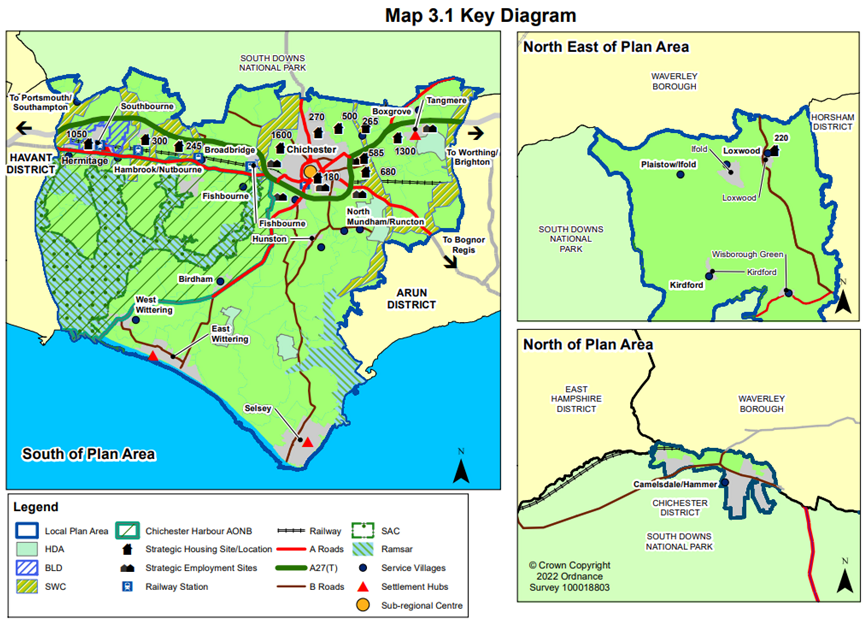 Map 3.1 Key Diagram
SOUTH DOWNS
NATIONAL PARK
To Portsmouth/
Southampton
Southbourne
1050
Hermitage
HAVANT
DISTRICT
300
245
Hambrook/Nutbourne
Broadbridge
Fishbourne
1600
270
500
265
Boxgrove
Tangmere
Chichester
585
1300
680
180
To Worthing/
Brighton
Fishbourne
Hunston
North
Mundham/Runcton
To Bognor
Regis
Birdham
West
Wittering
East
Wittering
ARUN
DISTRICT
Selsey
N
South of Plan Area
North East of Plan Area
WAVERLEY
BOROUGH
HORSHAM
DISTRICT
220
Ifold
Loxwood
Plaistow/Ifold
Loxwood
SOUTH DOWNS
NATIONAL
PARK
Wisborough Green
Kirdford
Kirdford
N
North of Plan Area
EAST
HAMPSHIRE
DISTRICT
WAVERLEY
BOROUGH
Camelsdale/Hammer
CHICHESTER
DISTRICT
SOUTH DOWNS
NATIONAL PARK
© Crown Copyright
2022 Ordnance
Survey 100018803
N
Legend
Local Plan Area
Chichester Harbour AONB
Railway
SAC
HDA
Strategic Housing Site/Location
A Roads
Ramsar
BLD
Strategic Employment Sites
A27(T)
Service Villages
SWC
Railway Station
B Roads
Settlement Hubs
Sub-regional Centre